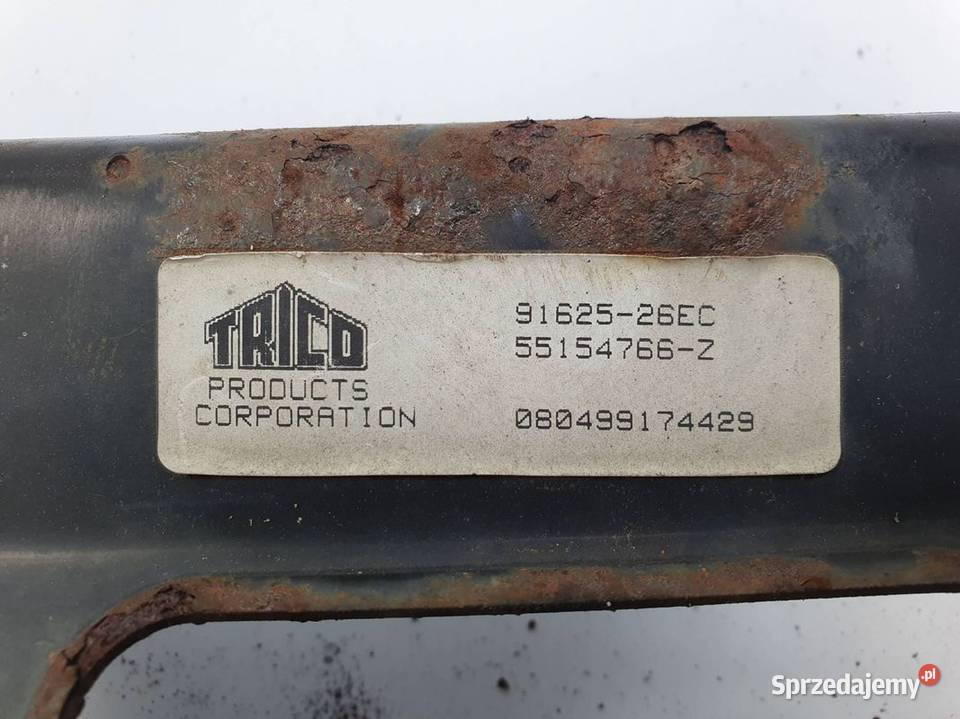 TRICO
PRODUCTS
CORPORATION
91625-26EC
55154766-Z
080499174429
Sprzedajemy.pl